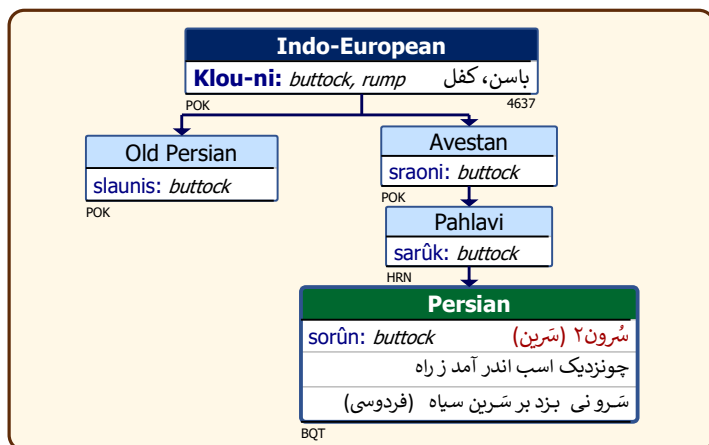 Indo-European
Klou-ni: buttock, rump باسن، کفل
POK 4637
Old Persian
slaunis: buttock
POK
Avestan
sraoni: buttock
POK
Pahlavi
sarûk: buttock
HRN
Persian
sorûn: buttock سُرون۲ (سَرین)
چونزدیک اسب اندر آمد ز راه
سَرو نی بزد بر سَرین سیاه (فردوسی)
BQT